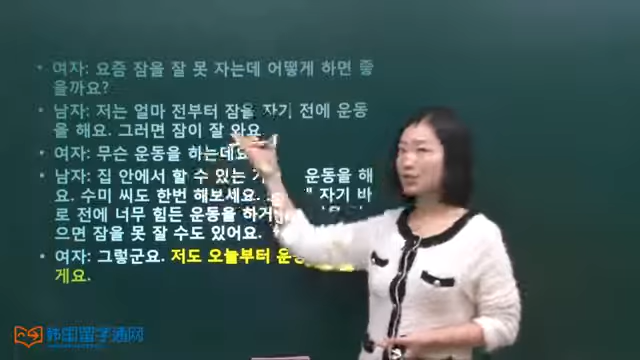 • 여자: 요즘 잠을 잘 못 자는데 어떻게 하면 좋
을까요?
• 남자: 저는 얼마 전부터 잠을 자기 전에 운동
을 해요. 그러면 잠이 잘 와요.
• 여자: 무슨 운동을 하는데요
• 남자: 집 안에서 할 수 있는 운동을 해
요. 수미 씨도 한번 해보세요. 자기 바
로 전에 너무 힘든 운동을 하거
으면 잠을 못 잘 수도 있어요.
• 여자: 그렇군요. 저도 오늘부터 운동
게요.
韩国留学通网